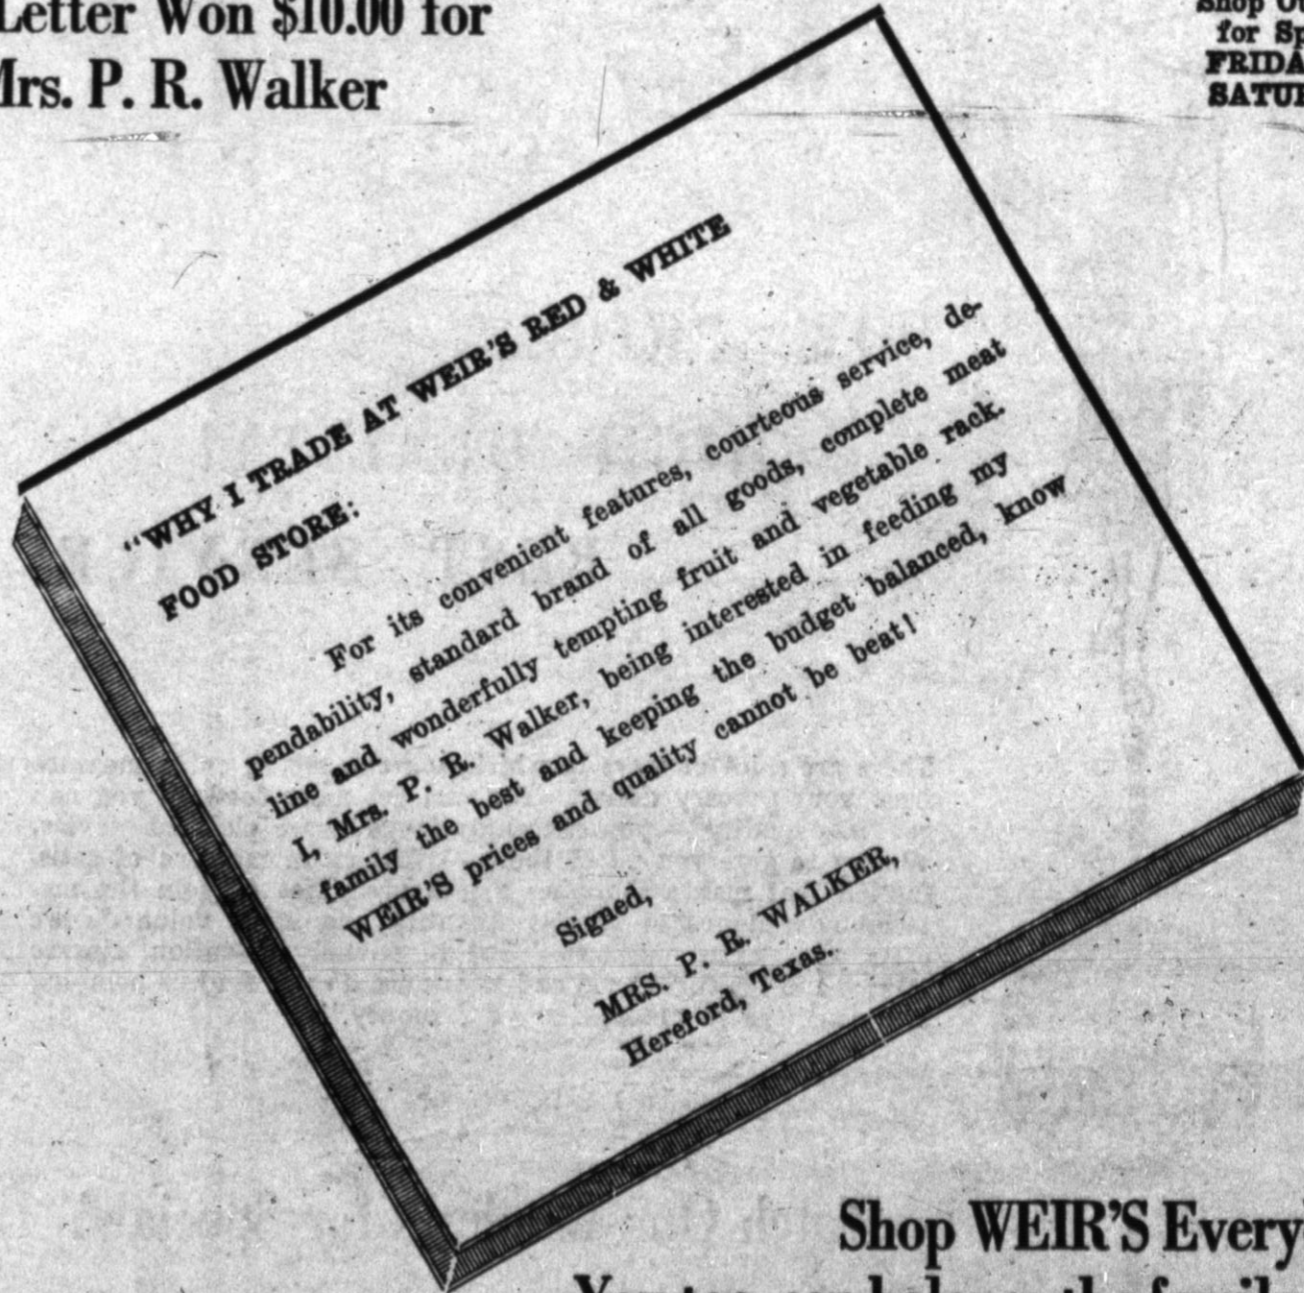 Letter Won $10.00 for
Mrs. P. R. Walker
Shop
for
"WHY I TRADE AT WEIR'S RED & WHITE
FOOD STORE:
For its convenient features, courteous service, de-
pendability, standard brand of all goods, complete meat
line and wonderfully tempting fruit and vegetable rack.
I, Mrs. P. R. Walker, being interested in feeding my
family the best and keeping the budget balanced, know
WEIR'S prices and quality cannot be beat!
Signed,
MRS. P. R. WALKER,
Hereford, Texas.
Shop WEIR'S Every